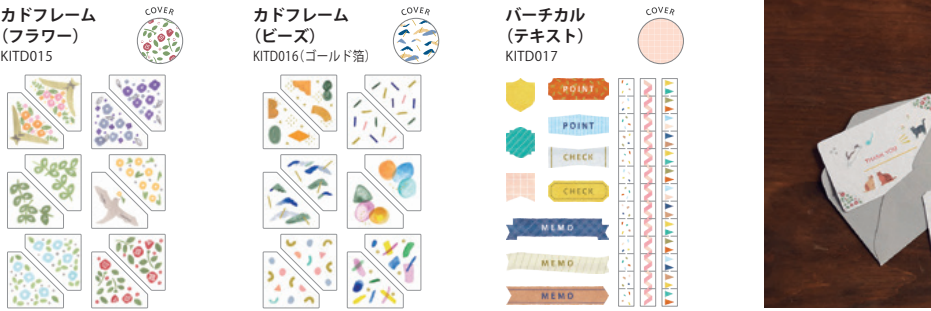 カドフレーム
（フラワー）
KITD015
COVER
カドフレーム
（ビーズ）
KITD016（ゴールド箔）
COVER
バーチカル
（テキスト）
KITD017
COVER
POINT
POINT
CHECK
CHECK
MEMO
MEMO
MEMO
THANK YOU